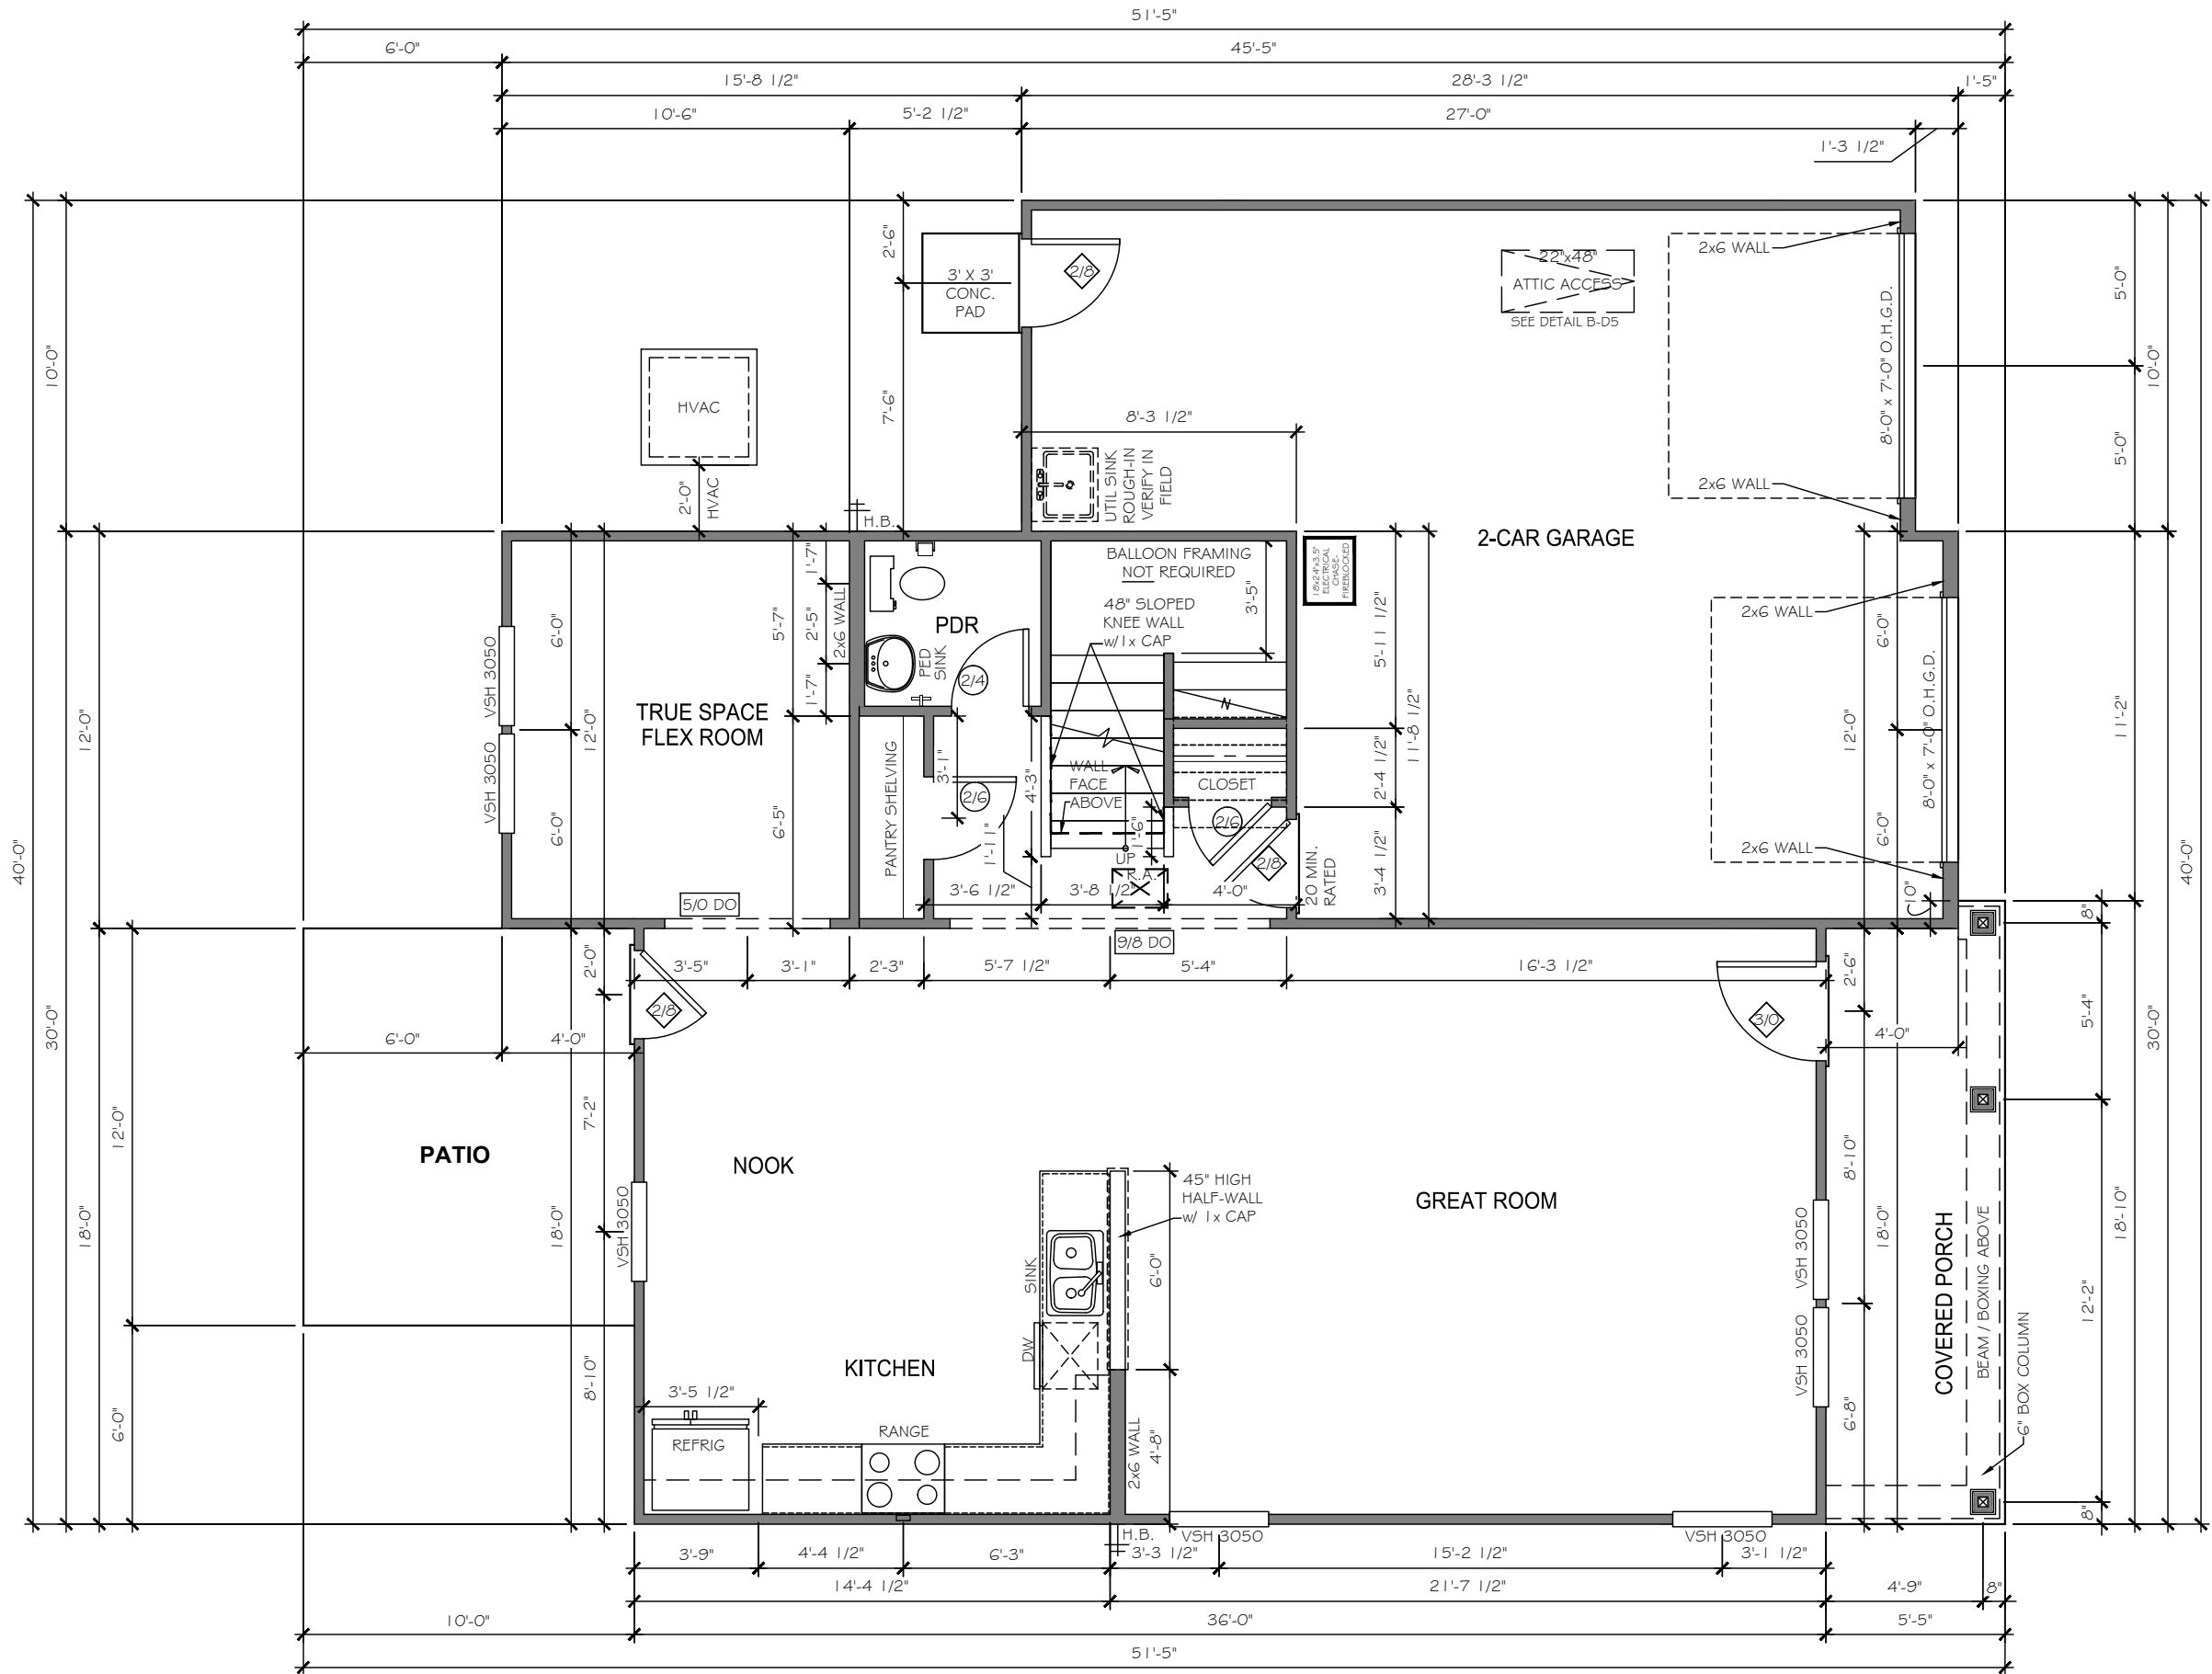 51'-5"
6'-0"
45'-5"
15'-8 1/2"
28'-3 1/2"
1'-5"
10'-6"
5'-2 1/2"
27'-0"
1'-3 1/2"
2'-6"
3' X 3'
CONC.
PAD
2/8
22"x48"
ATTIC ACCESS
SEE DETAIL B-D5
2x6 WALL
8'-0" x 7'-0" O.H.G.D.
5'-0"
10'-0"
10'-0"
7'-6"
HVAC
2'-0"
HVAC
8'-3 1/2"
UTIL SINK
ROUGH-IN
VERIFY IN
FIELD
2x6 WALL
5'-0"
H.B.
2-CAR GARAGE
18x24x3.5"
ELECTRICAL
CHASE-
FIREBLOCKED
BALLOON FRAMING
NOT REQUIRED
48" SLOPED
KNEE WALL
w/1x CAP
3'-5"
1'-7"
2'-5"
1'-7"
2x6 WALL
5'-7"
6'-5"
6'-0"
6'-0"
12'-0"
12'-0"
VSH 3050
VSH 3050
TRUE SPACE
FLEX ROOM
PDR
PED
SINK
2/4
PANTRY SHELVING
3'-1"
2/6
4'-3"
1'-11"
WALL
FACE
ABOVE
CLOSET
2/6
1'-6"
UP
R.A.
2/8
20 MIN.
RATED
3'-6 1/2"
3'-8 1/2"
4'-0"
5'-11 1/2"
2'-4 1/2"
3'-4 1/2"
11'-8 1/2"
2x6 WALL
2x6 WALL
8'-0" x 7'-0" O.H.G.D.
6'-0"
6'-0"
12'-0"
10"
11'-2"
40'-0"
40'-0"
5/0 DO
9/8 DO
8"
5'-4"
3'-5"
3'-1"
2'-3"
5'-7 1/2"
5'-4"
16'-3 1/2"
2'-0"
2/8
3/0
2'-6"
4'-0"
6'-0"
4'-0"
30'-0"
30'-0"
12'-0"
18'-0"
18'-0"
7'-2"
PATIO
NOOK
45" HIGH
HALF-WALL
w/ 1x CAP
GREAT ROOM
8'-10"
18'-0"
18'-10"
12'-2"
VSH 3050
SINK
6'-0"
VSH 3050
VSH 3050
COVERED PORCH
BEAM / BOXING ABOVE
6" BOX COLUMN
DW
KITCHEN
8'-10"
6'-0"
3'-5 1/2"
REFRIG
RANGE
2x6 WALL
4'-8"
6'-8"
8"
H.B.
VSH 3050
VSH 3050
3'-9"
4'-4 1/2"
6'-3"
3'-3 1/2"
15'-2 1/2"
3'-1 1/2"
14'-4 1/2"
21'-7 1/2"
4'-9"
8"
10'-0"
36'-0"
5'-5"
51'-5"